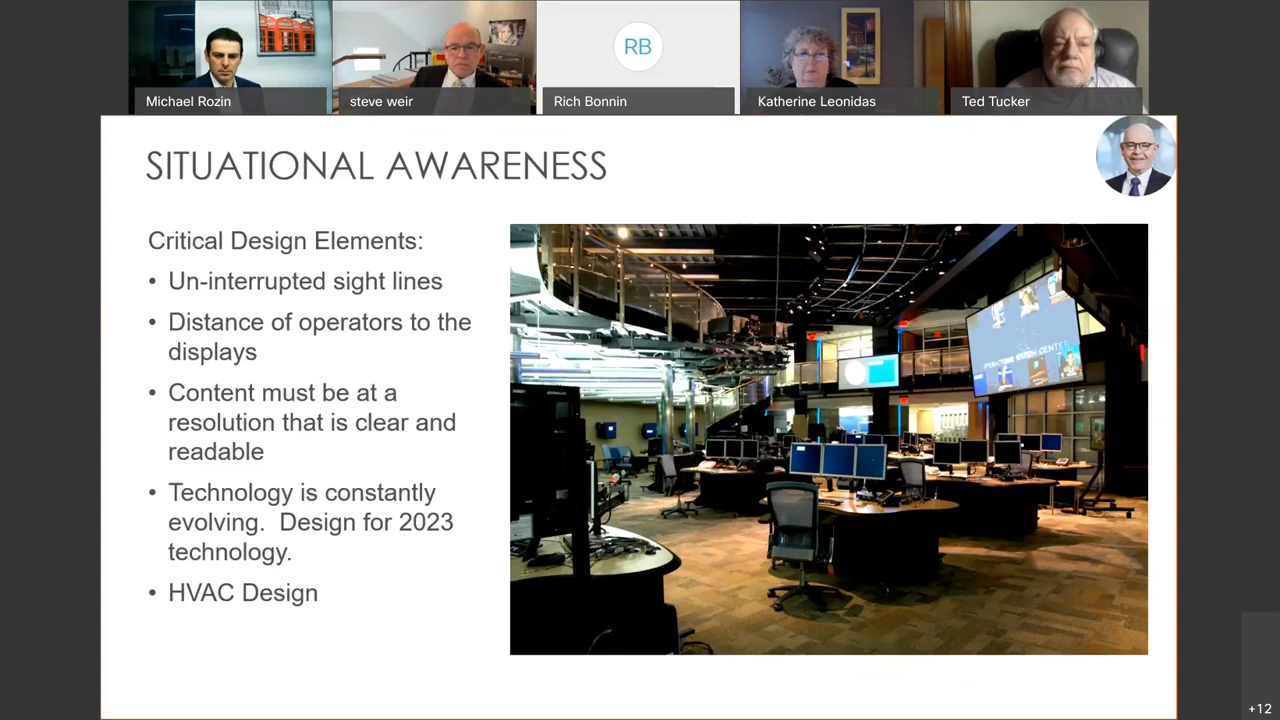 RB
Michael Rozin
steve weir
Rich Bonnin
Katherine Leonidas
Ted Tucker
SITUATIONAL AWARENESS
Critical Design Elements:
• Un-interrupted sight lines
• Distance of operators to the
displays
• Content must be at a
resolution that is clear and
readable
• Technology is constantly
evolving.  Design for 2023
technology.
• HVAC Design
OPERATIONS WATCH CENTER
+12